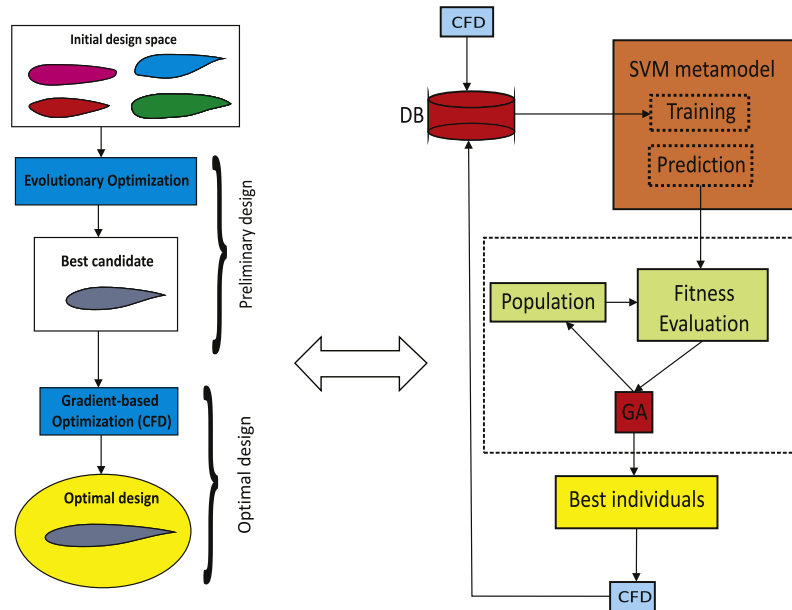 Initial design space
Evolutionary Optimization
Best candidate
Preliminary design
Gradient-based
Optimization (CFD)
Optimal design
Optimal design
CFD
DB
SVM metamodel
Training
Prediction
Population
Fitness
Evaluation
GA
Best individuals
CFD